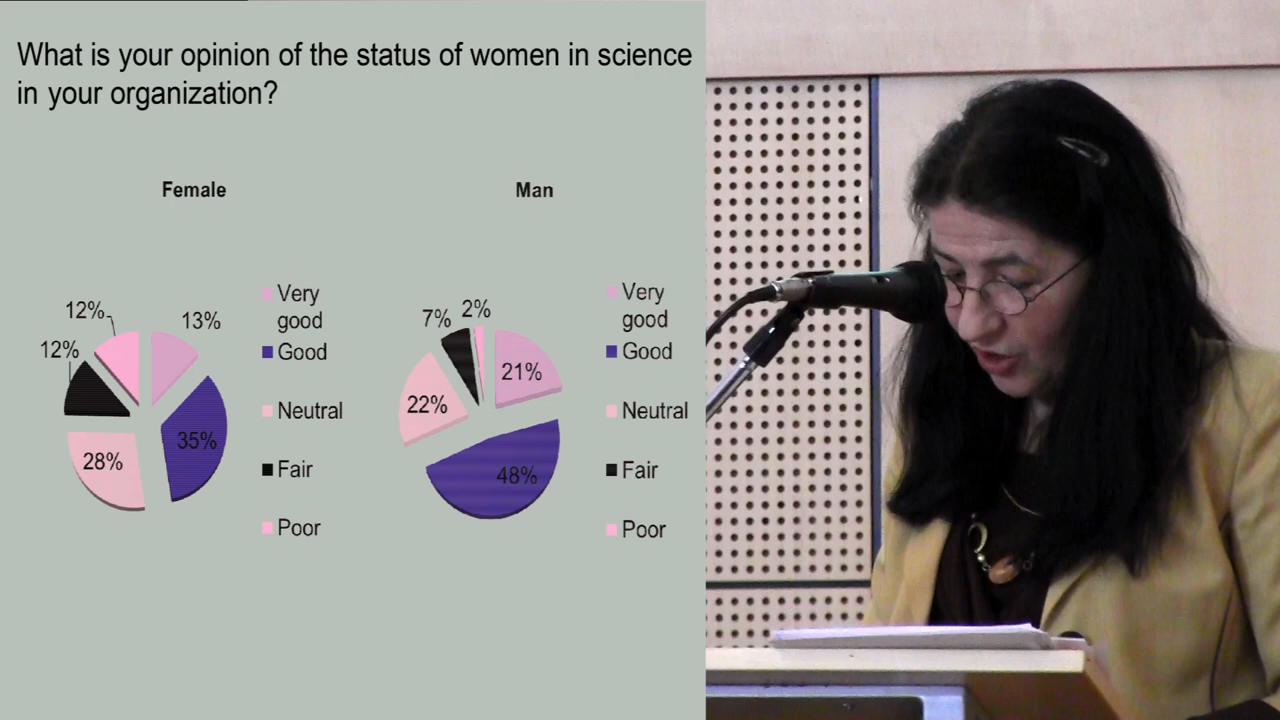 What is your opinion of the status of women in science
in your organization?
Female
12%
13%
12%
35%
28%
Very
good
Good
Neutral
Fair
Poor
Man
7%
2%
21%
22%
48%
Very
good
Good
Neutral
Fair
Poor